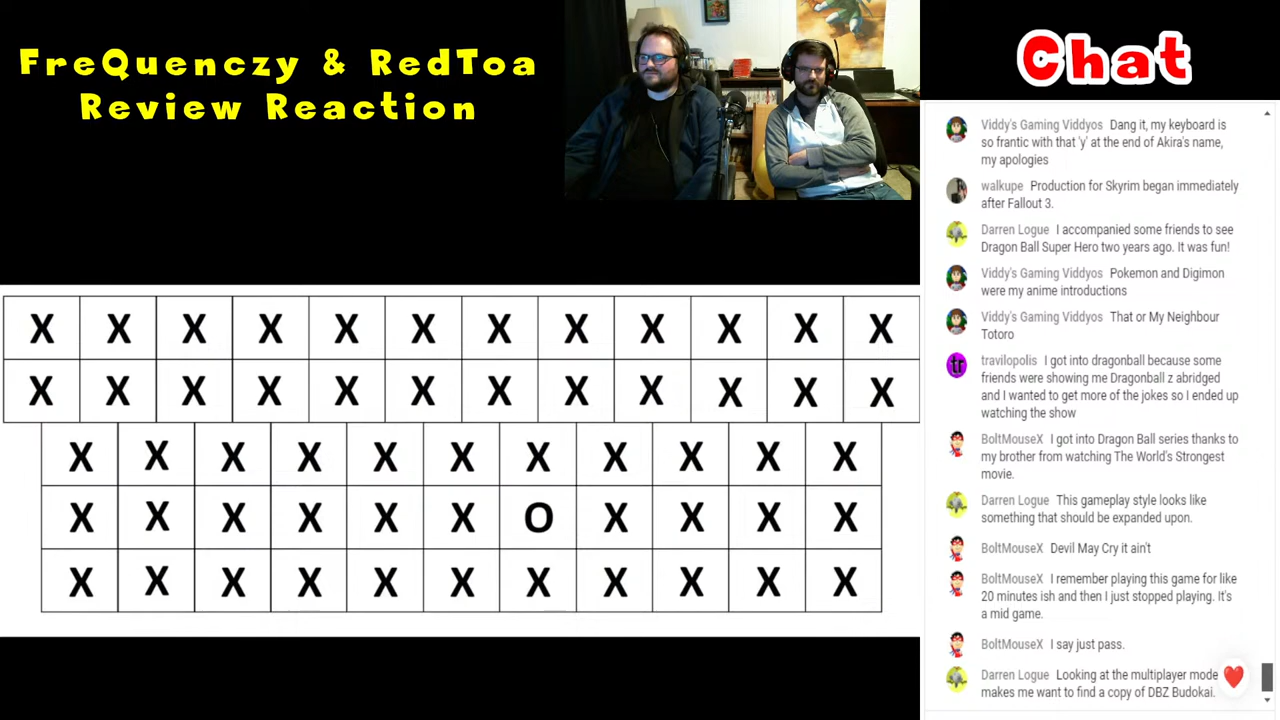 FreQuenczy & RedToa
Review Reaction
X X X X X X X X X X X X
X X X X X X X X X X X X
X X X X X X X X X X X
X X X X X X O X X X X
X X X X X X X X X X X
Chat
Viddy's Gaming Viddyos Dang it, my keyboard is
so frantic with that 'y' at the end of Akira's name,
my apologies
walkupe Production for Skyrim began immediately
after Fallout 3.
Darren Logue I accompanied some friends to see
Dragon Ball Super Hero two years ago. It was fun!
Viddy's Gaming Viddyos Pokemon and Digimon
were my anime introductions
Viddy's Gaming Viddyos That or My Neighbour
Totoro
tr
travilopolis I got into dragonball because some
friends were showing me Dragonball z abridged
and I wanted to get more of the jokes so I ended up
watching the show
BoltMouseX I got into Dragon Ball series thanks to
my brother from watching The World's Strongest
movie.
Darren Logue This gameplay style looks like
something that should be expanded upon.
BoltMouseX Devil May Cry it ain't
BoltMouseX I remember playing this game for like
20 minutes ish and then I just stopped playing. It's
a mid game.
BoltMouseX I say just pass.
Darren Logue Looking at the multiplayer mode
makes me want to find a copy of DBZ Budokai.